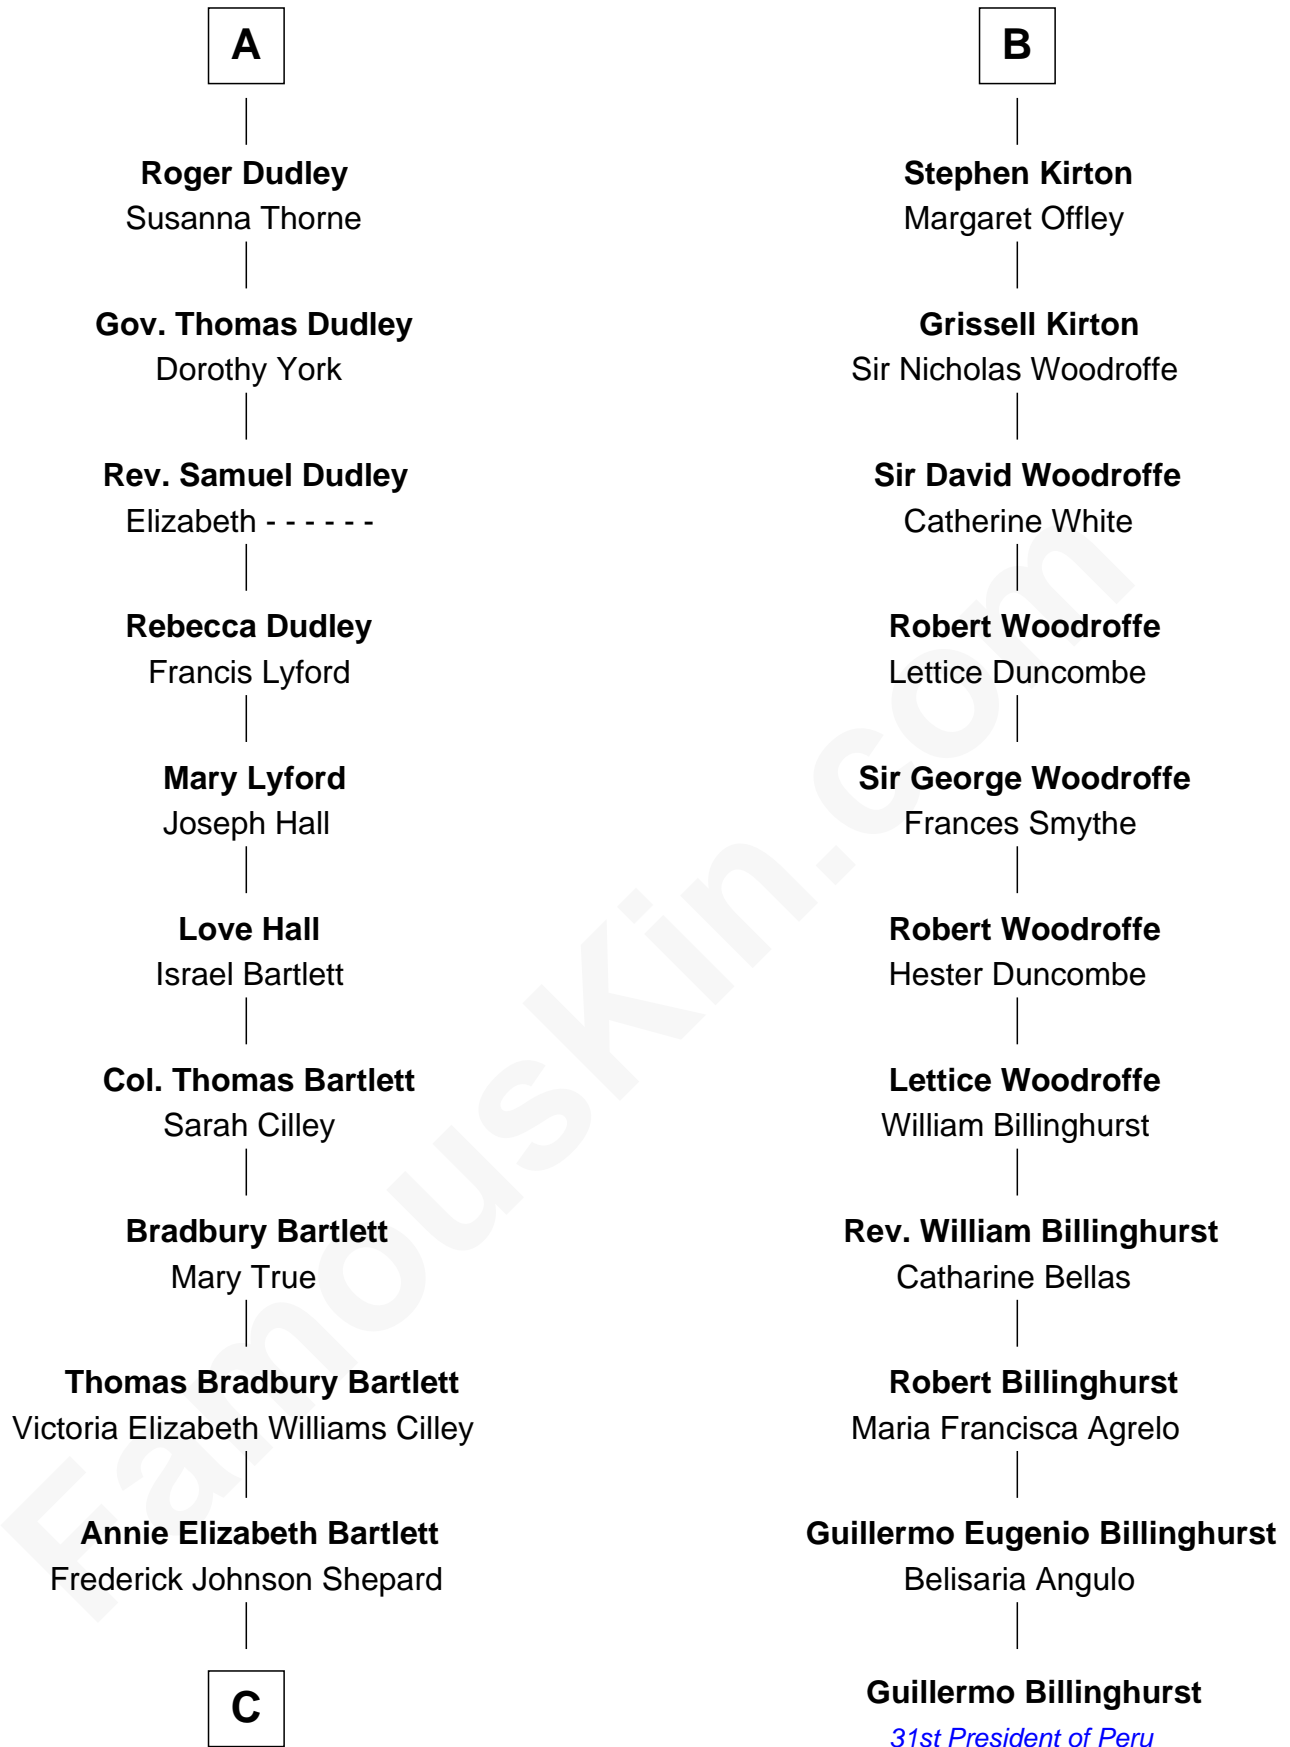 A
Roger Dudley
Susanna Thorne
Gov. Thomas Dudley
Dorothy York
Rev. Samuel Dudley
Elizabeth - - - - - -
Rebecca Dudley
Francis Lyford
Mary Lyford
Joseph Hall
Love Hall
Israel Bartlett
Col. Thomas Bartlett
Sarah Cilley
Bradbury Bartlett
Mary True
Thomas Bradbury Bartlett
Victoria Elizabeth Williams Cilley
Annie Elizabeth Bartlett
Frederick Johnson Shepard
C
B
Stephen Kirton
Margaret Offley
Grissell Kirton
Sir Nicholas Woodroffe
Sir David Woodroffe
Catherine White
Robert Woodroffe
Lettice Duncombe
Sir George Woodroffe
Frances Smythe
Robert Woodroffe
Hester Duncombe
Lettice Woodroffe
William Billinghurst
Rev. William Billinghurst
Catharine Bellas
Robert Billinghurst
Maria Francisca Agrelo
Guillermo Eugenio Billinghurst
Belisaria Angulo
Guillermo Billinghurst
31st President of Peru
FamousKin.com